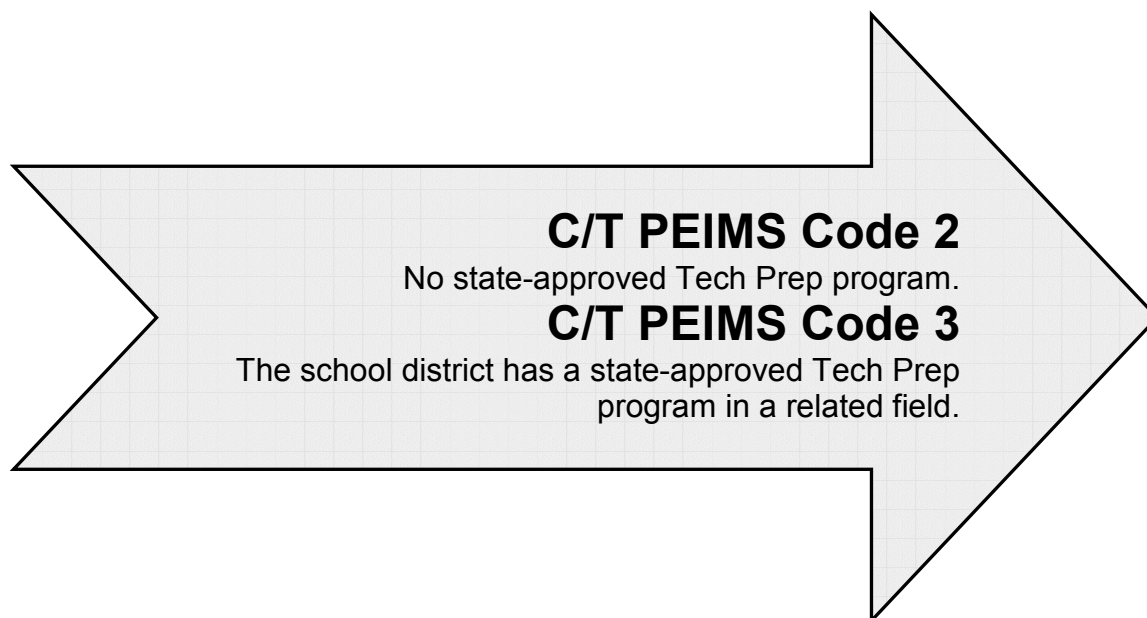 C/T PEIMS Code 2
No state-approved Tech Prep program.
C/T PEIMS Code 3
The school district has a state-approved Tech Prep
program in a related field.